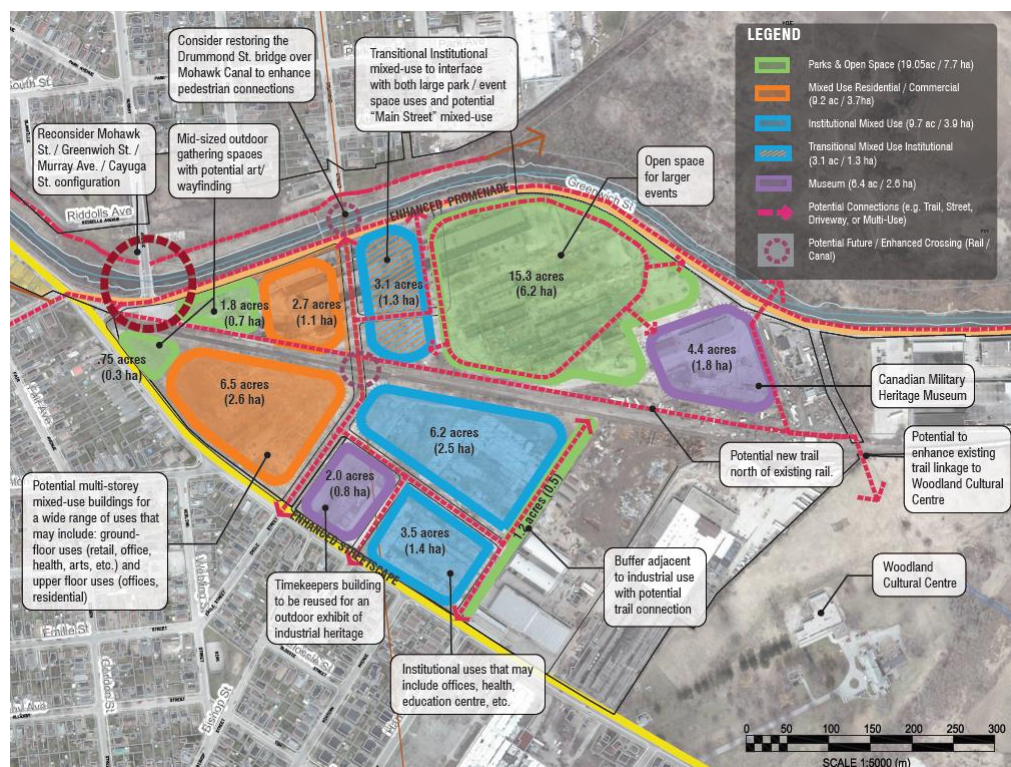 Consider restoring the
Drummond St. bridge over
Mohawk Canal to enhance
pedestrian connections
Transitional Institutional
mixed-use to interface
with both large park / event
space uses and potential
“Main Street” mixed-use
Reconsider Mohawk
St. / Greenwich St. /
Murray Ave. / Cayuga
St. configuration
Mid-sized outdoor
gathering spaces
with potential art/
wayfinding
Open space
for larger
events
LEGEND
Parks & Open Space (19.05ac / 7.7 ha)
Mixed Use Residential / Commercial
(9.2 ac / 3.7ha)
Institutional Mixed Use (9.7 ac / 3.9 ha)
Transitional Mixed Use Institutional
(3.1 ac / 1.3 ha)
Museum (6.4 ac / 2.6 ha)
Potential Connections (e.g. Trail, Street,
Driveway, or Multi-Use)
Potential Future / Enhanced Crossing (Rail /
Canal)
Riddolls Ave
ENHANCED PROMENADE
Greenwich St
1.8 acres
(0.7 ha)
2.7 acres
(1.1 ha)
3.1 acres
(1.3 ha)
15.3 acres
(6.2 ha)
4.4 acres
(1.8 ha)
.75 acres
(0.3 ha)
6.5 acres
(2.6 ha)
6.2 acres
(2.5 ha)
2.0 acres
(0.8 ha)
3.5 acres
(1.4 ha)
1.2 acres (0.5)
ENHANCED STREETSCAPE
Canadian Military
Heritage Museum
Potential new trail
north of existing rail.
Potential to
enhance existing
trail linkage to
Woodland Cultural
Centre
Potential multi-storey
mixed-use buildings for
a wide range of uses that
may include: ground-
floor uses (retail, office,
health, arts, etc.) and
upper floor uses (offices,
residential)
Timekeepers building
to be reused for an
outdoor exhibit of
industrial heritage
Buffer adjacent
to industrial use
with potential
trail connection
Woodland
Cultural Centre
Institutional uses that may
include offices, health,
education centre, etc.
Emilie St
Gordon St
Bishop St
0 50 100 150 200 250 300
SCALE 1:5000 (m)